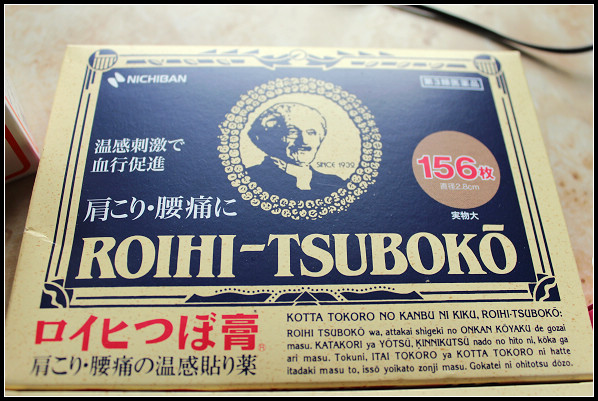 NICHIBAN
第3類医薬品
温感刺激で
血行促進
SINCE 1932
156枚
直径2.8cm
実物大
肩こり・腰痛に
ROIHI-TSUBOKŌ
ロイヒつぼ膏®
肩こり・腰痛の温感貼り薬
KOTTA TOKORO NO KANBU NI KIKU, ROIHI-TSUBOKŌ:
ROIHI TSUBOKŌ wa, attakai shigeki no ONKAN KŌYAKU de gozai
masu. KATAKORI ya YŌTSŪ, KINNIKUTSŪ nado no hito ni, kōka ga
ari masu. Tokuni, ITAI TOKORO ya KOTTA TOKORO ni hatte
itadaki masu to, issō yoikato zonji masu. Gokatei ni ohitotsu dōzo.